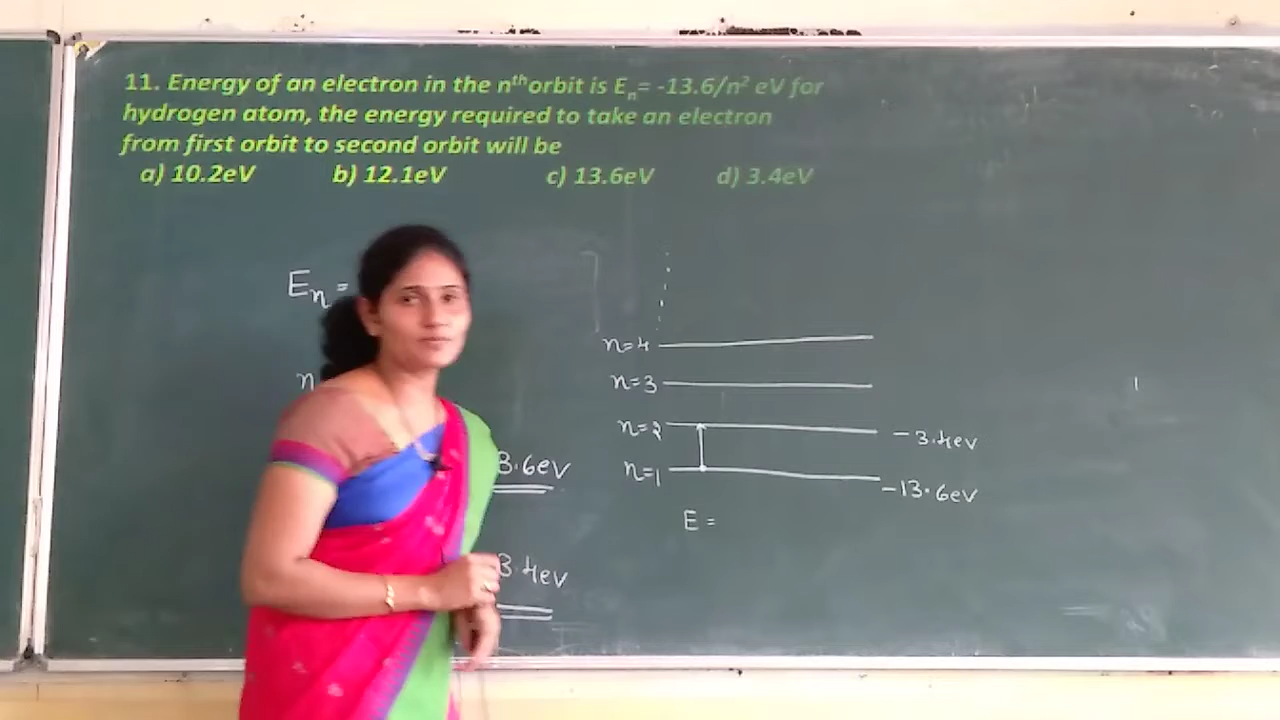 11. Energy of an electron in the nᵗʰ orbit is Eₙ= -13.6/n² eV for
hydrogen atom, the energy required to take an electron
from first orbit to second orbit will be
a) 10.2eV b) 12.1eV c) 13.6eV d) 3.4eV
Eₙ =
n=4
n
n=3
n=2 -3.4eV
3.6eV
n=1 -13.6eV
E =
3.4eV